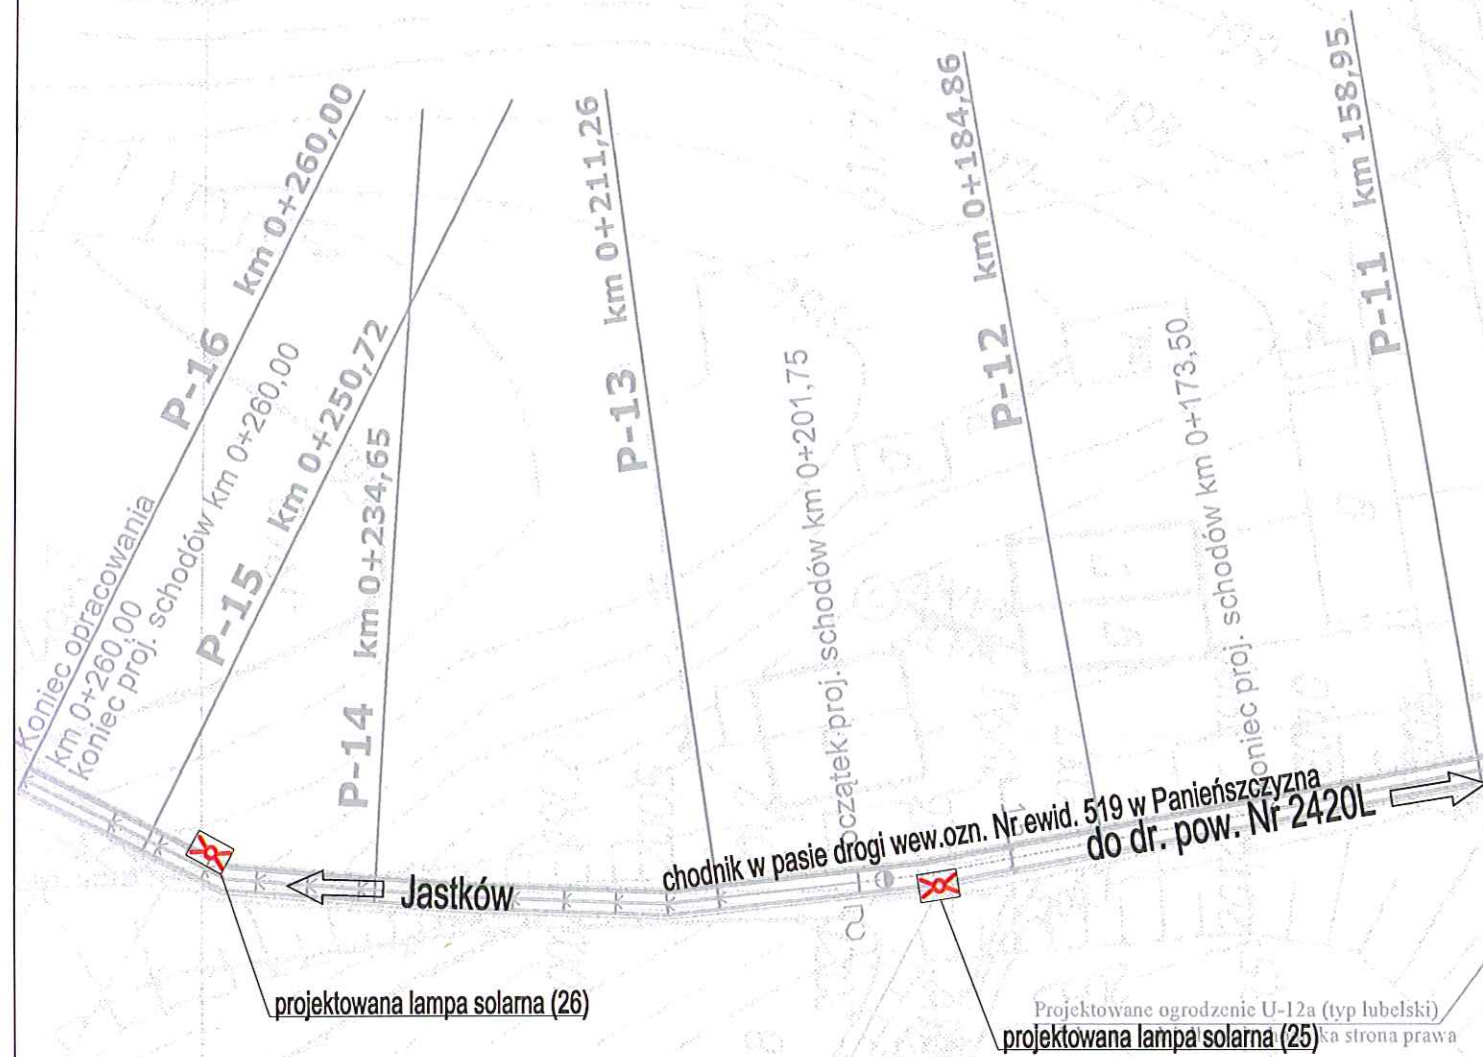 P-16 km 0+260,00
Koniec opracowania
km 0+260,00
koniec proj. schodów km 0+260,00
P-15 km 0+250,72
P-14 km 0+234,65
P-13 km 0+211,26
początek proj. schodów km 0+201,75
P-12 km 0+184,86
koniec proj. schodów km 0+173,50
P-11 km 158,95
chodnik w pasie drogi wew.ozn. Nr ewid. 519 w Panieńszczyzna
do dr. pow. Nr 2420L
Jastków
projektowana lampa solarna (26)
Projektowane ogrodzenie U-12a (typ lubelski)
projektowana lampa solarna (25)
strona prawa